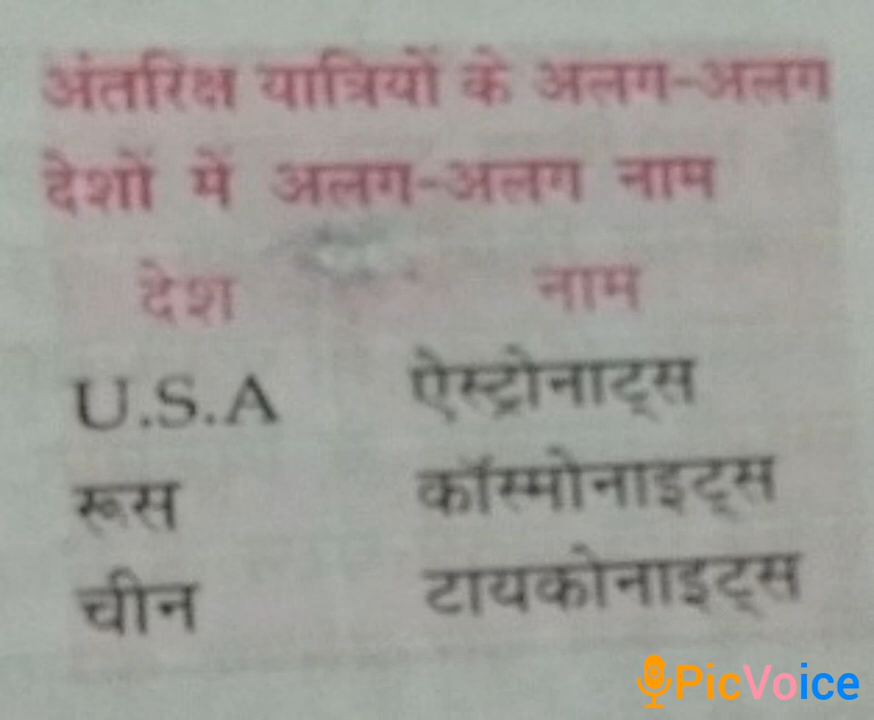 अंतरिक्ष यात्रियों के अलग-अलग
देशों में अलग-अलग नाम
देश नाम
U.S.A ऐस्ट्रोनाट्स
रूस कॉस्मोनाइट्स
चीन टायकोनाइट्स
PicVoice